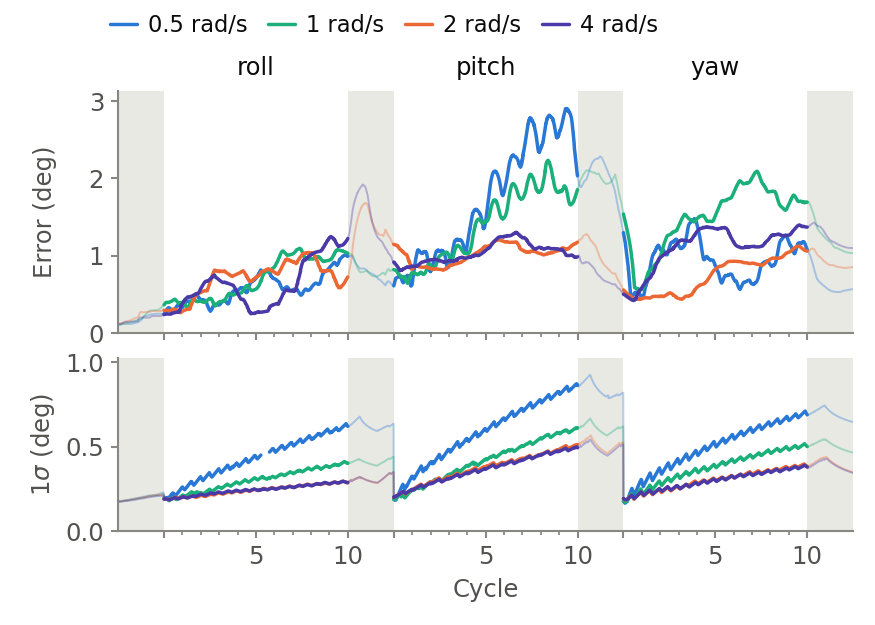 0.5 rad/s 1 rad/s 2 rad/s 4 rad/s
roll pitch yaw
Error (deg)
3
2
1
0
1σ (deg)
1.0
0.5
0.0
5 10 5 10 5 10
Cycle